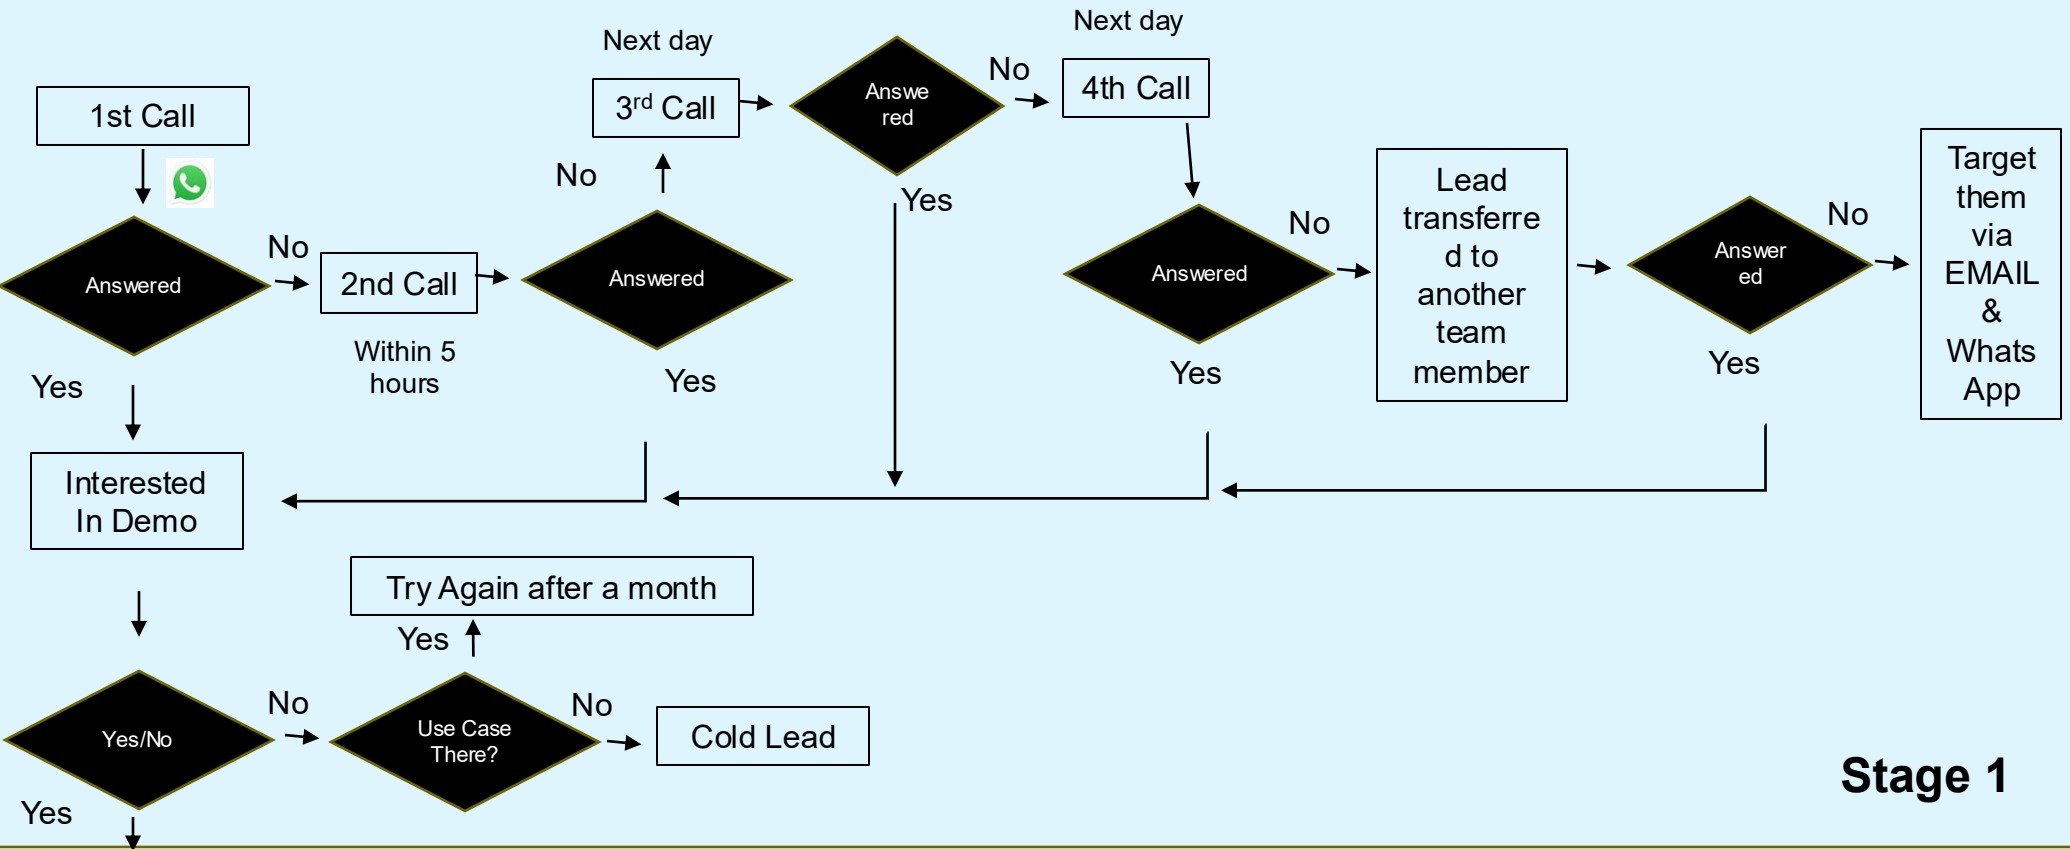 Next day
Next day
1st Call
3rd Call
Answe
red
No
4th Call
No
Yes
Answered
No
2nd Call
Within 5
hours
Answered
Yes
Yes
Answered
No
Yes
Lead
transferre
d to
another
team
member
Answer
ed
No
Yes
Target
them
via
EMAIL
&
Whats
App
Interested
In Demo
Try Again after a month
Yes
Yes/No
No
Use Case
There?
No
Cold Lead
Yes
Stage 1